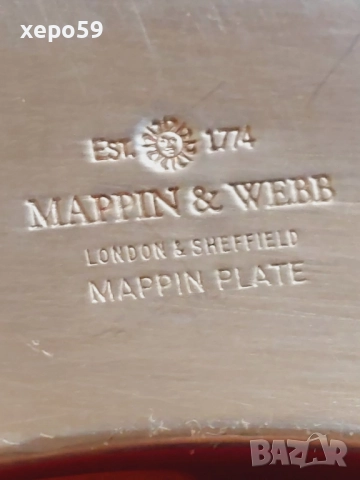 xepo59
EST. 1774
MAPPIN & WEBB
LONDON & SHEFFIELD
MAPPIN PLATE
BAZAR